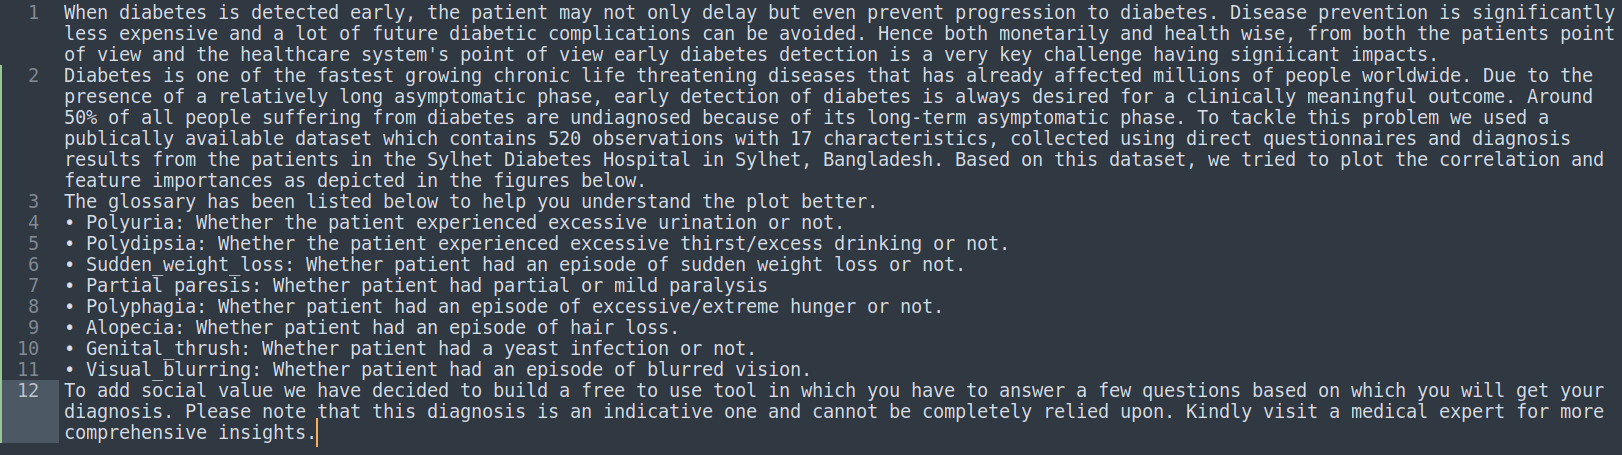 1 When diabetes is detected early, the patient may not only delay but even prevent progression to diabetes. Disease prevention is significantly
less expensive and a lot of future diabetic complications can be avoided. Hence both monetarily and health wise, from both the patients point
of view and the healthcare system's point of view early diabetes detection is a very key challenge having signiicant impacts.
2 Diabetes is one of the fastest growing chronic life threatening diseases that has already affected millions of people worldwide. Due to the
presence of a relatively long asymptomatic phase, early detection of diabetes is always desired for a clinically meaningful outcome. Around
50% of all people suffering from diabetes are undiagnosed because of its long-term asymptomatic phase. To tackle this problem we used a
publically available dataset which contains 520 observations with 17 characteristics, collected using direct questionnaires and diagnosis
results from the patients in the Sylhet Diabetes Hospital in Sylhet, Bangladesh. Based on this dataset, we tried to plot the correlation and
feature importances as depicted in the figures below.
3 The glossary has been listed below to help you understand the plot better.
4 • Polyuria: Whether the patient experienced excessive urination or not.
5 • Polydipsia: Whether the patient experienced excessive thirst/excess drinking or not.
6 • Sudden_weight_loss: Whether patient had an episode of sudden weight loss or not.
7 • Partial paresis: Whether patient had partial or mild paralysis
8 • Polyphagia: Whether patient had an episode of excessive/extreme hunger or not.
9 • Alopecia: Whether patient had an episode of hair loss.
10 • Genital_thrush: Whether patient had a yeast infection or not.
11 • Visual_blurring: Whether patient had an episode of blurred vision.
12 To add social value we have decided to build a free to use tool in which you have to answer a few questions based on which you will get your
diagnosis. Please note that this diagnosis is an indicative one and cannot be completely relied upon. Kindly visit a medical expert for more
comprehensive insights.